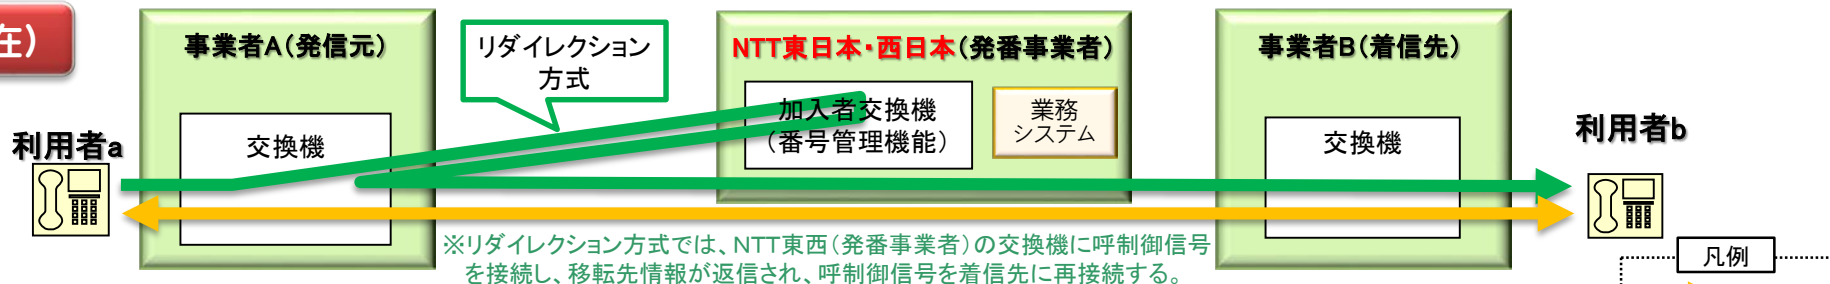 在）
事業者A（発信元）
リダイレクション
方式
NTT東日本・西日本（発番事業者）
事業者B（着信先）
加入者交換機
（番号管理機能）
業務
システム
利用者a
交換機
交換機
利用者b
※リダイレクション方式では、NTT東西（発番事業者）の交換機に呼制御信号
を接続し、移転先情報が返信され、呼制御信号を着信先に再接続する。
凡例